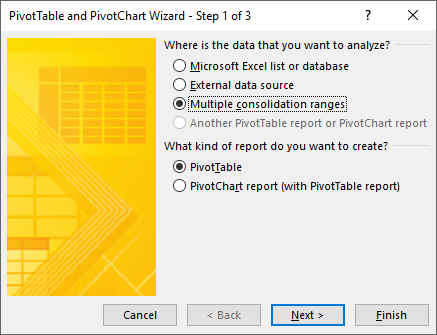 PivotTable and PivotChart Wizard - Step 1 of 3
Where is the data that you want to analyze?
Microsoft Excel list or database
External data source
Multiple consolidation ranges
Another PivotTable report or PivotChart report
What kind of report do you want to create?
PivotTable
PivotChart report (with PivotTable report)
Cancel
< Back
Next >
Finish